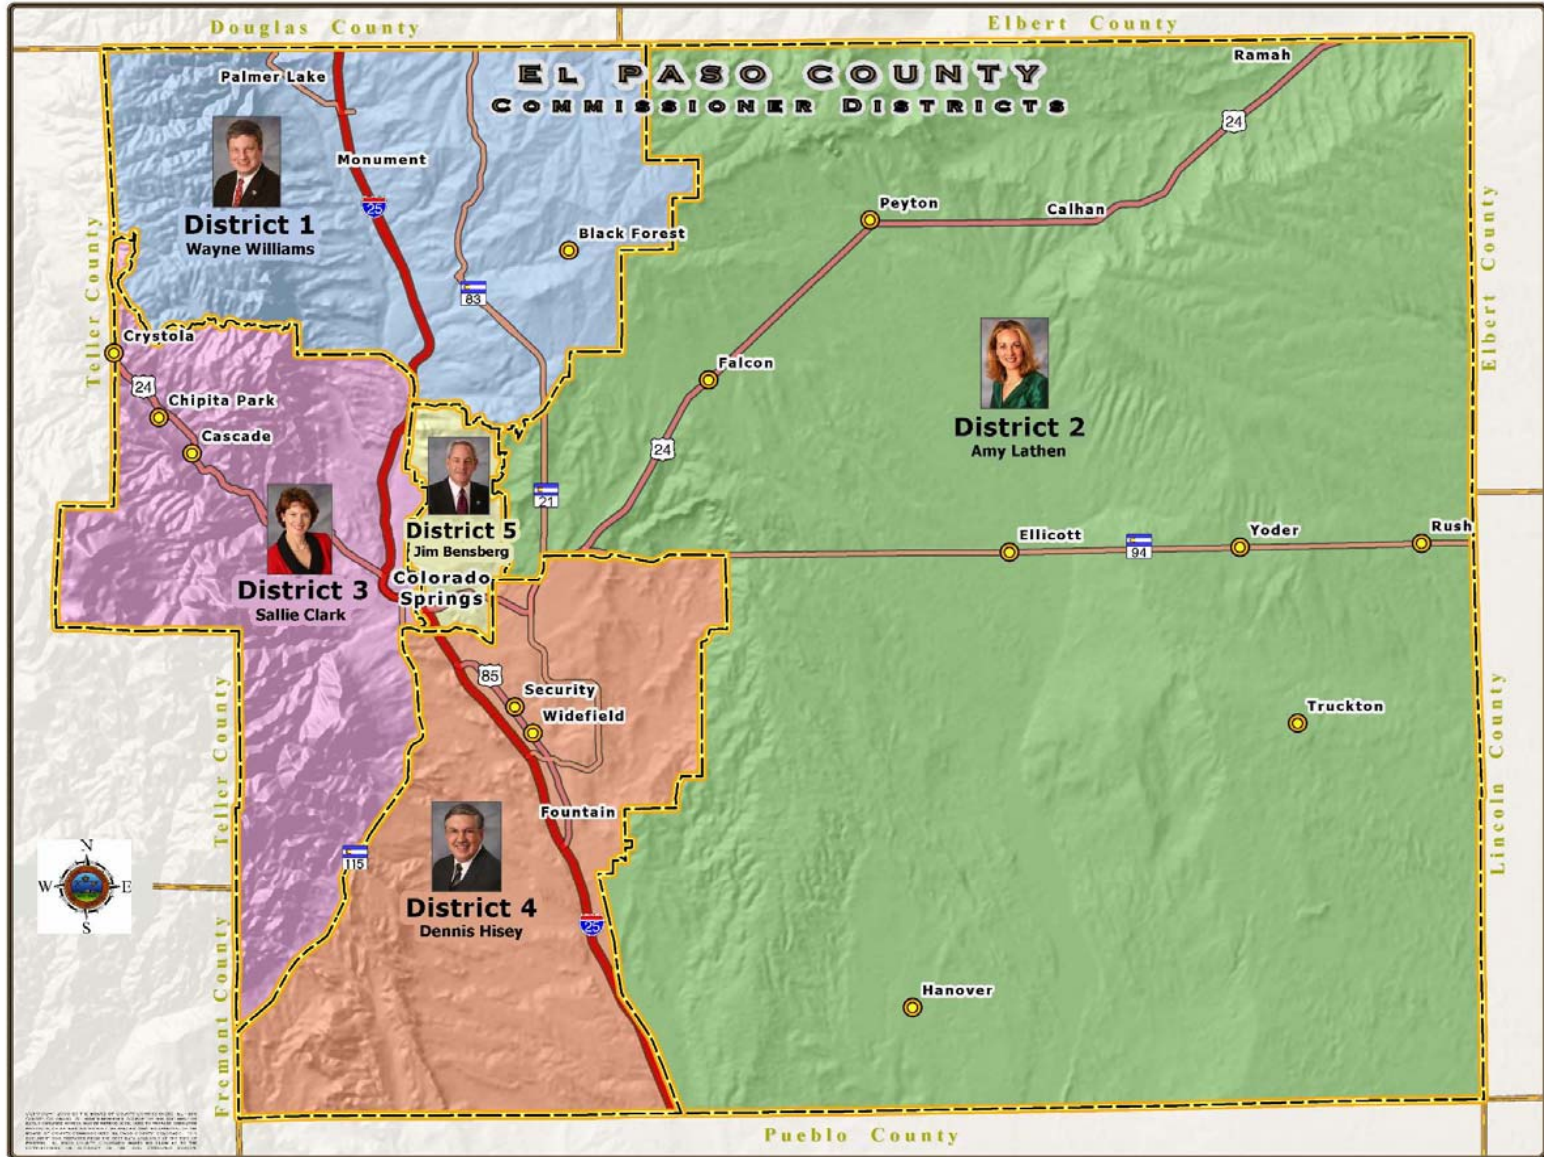 Douglas County
Elbert County
EL PASO COUNTY
COMMISSIONER DISTRICTS
Ramah
24
Palmer Lake
Monument
25
District 1
Wayne Williams
Black Forest
83
Peyton
Calhan
Teller County
Elbert County
Crystola
24
Chipita Park
Cascade
Falcon
24
District 2
Amy Lathen
21
District 5
Jim Bensberg
Colorado
Springs
District 3
Sallie Clark
Ellicott
94
Yoder
Rush
85
Security
Widefield
Truckton
Teller County
Lincoln County
Fountain
115
N
W
E
S
District 4
Dennis Hisey
25
Hanover
Fremont County
Pueblo County